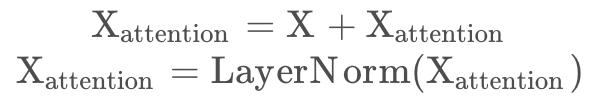 X_attention = X + X_attention
X_attention = LayerNorm(X_attention)